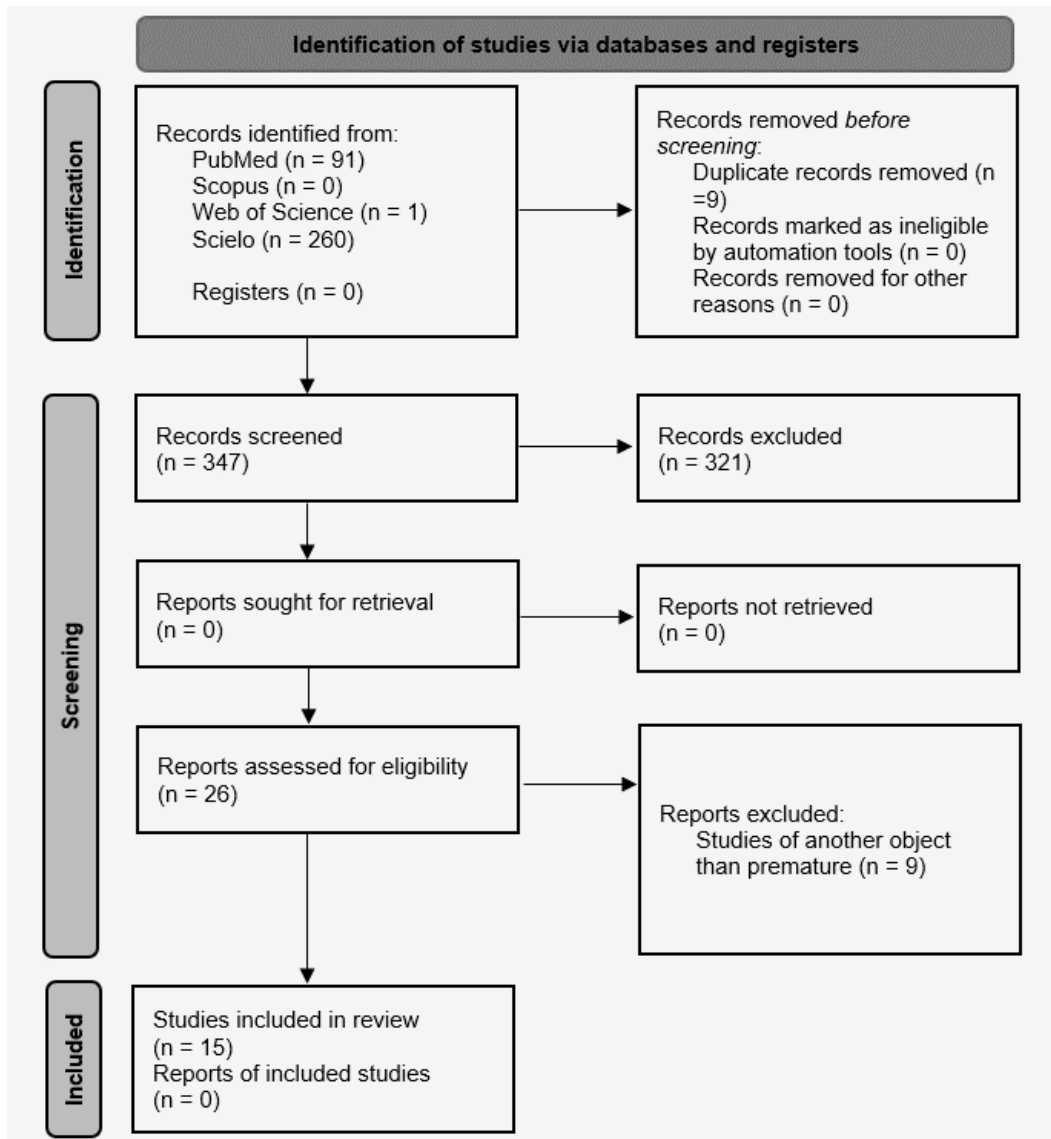 Identification of studies via databases and registers
Identification
Records identified from:
PubMed (n = 91)
Scopus (n = 0)
Web of Science (n = 1)
Scielo (n = 260)
Registers (n = 0)
Records removed before
screening:
Duplicate records removed (n
=9)
Records marked as ineligible
by automation tools (n = 0)
Records removed for other
reasons (n = 0)
Screening
Records screened
(n = 347)
Records excluded
(n = 321)
Reports sought for retrieval
(n = 0)
Reports not retrieved
(n = 0)
Reports assessed for eligibility
(n = 26)
Reports excluded:
Studies of another object
than premature (n = 9)
Included
Studies included in review
(n = 15)
Reports of included studies
(n = 0)